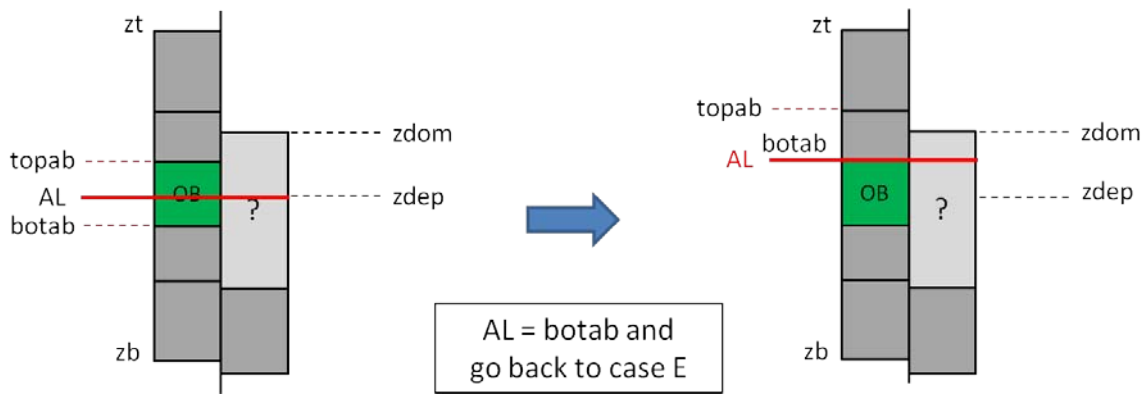 zt
zdom
topab
OB
AL
?
zdep
botab
zb
AL = botab and
go back to case E
zt
topab
zdom
botab
AL
OB
?
zdep
zb